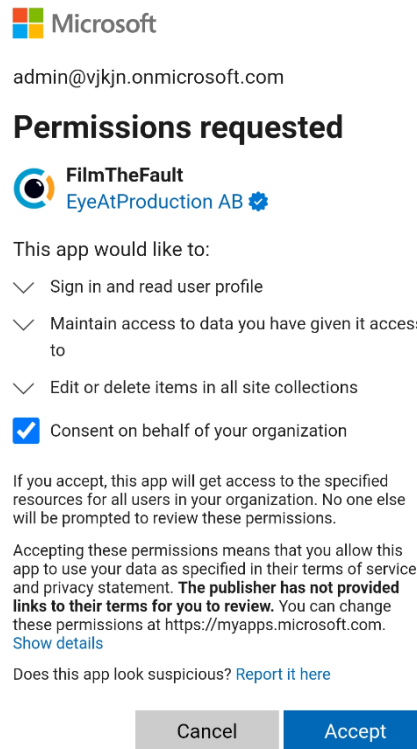 Microsoft
admin@vjkjn.onmicrosoft.com
Permissions requested
FilmTheFault
EyeAtProduction AB
This app would like to:
Sign in and read user profile
Maintain access to data you have given it access
to
Edit or delete items in all site collections
Consent on behalf of your organization
If you accept, this app will get access to the specified
resources for all users in your organization. No one else
will be prompted to review these permissions.
Accepting these permissions means that you allow this
app to use your data as specified in their terms of service
and privacy statement. The publisher has not provided
links to their terms for you to review. You can change
these permissions at https://myapps.microsoft.com.
Show details
Does this app look suspicious? Report it here
Cancel
Accept